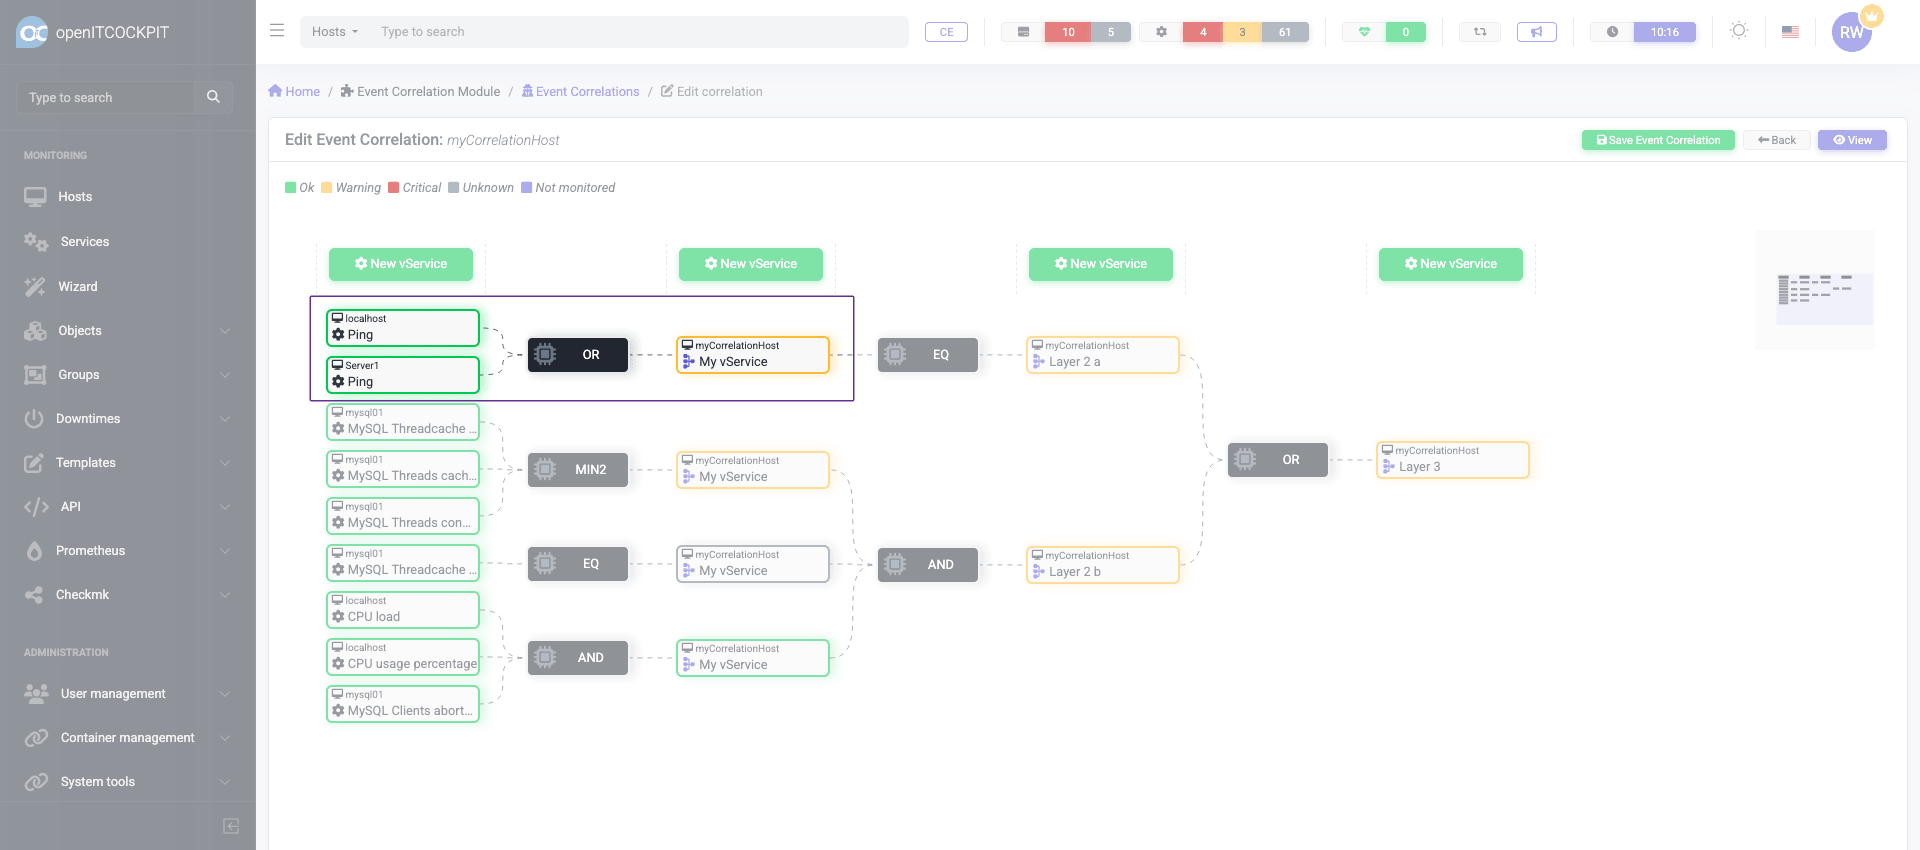 openITCOCKPIT
Hosts
Type to search
CE
10
5
4
3
61
0
10:16
RW
Type to search
Home / Event Correlation Module / Event Correlations / Edit correlation
Edit Event Correlation: myCorrelationHost
Save Event Correlation
Back
View
MONITORING
Hosts
Services
Wizard
Objects
Groups
Downtimes
Templates
API
Prometheus
Checkmk
ADMINISTRATION
User management
Container management
System tools
Ok
Warning
Critical
Unknown
Not monitored
New vService
New vService
New vService
New vService
localhost
Ping
Server1
Ping
OR
myCorrelationHost
My vService
EQ
myCorrelationHost
Layer 2 a
mysql01
MySQL Threadcache ...
mysql01
MySQL Threads cach...
mysql01
MySQL Threads con...
MIN2
myCorrelationHost
My vService
OR
myCorrelationHost
Layer 3
mysql01
MySQL Threadcache ...
EQ
myCorrelationHost
My vService
AND
myCorrelationHost
Layer 2 b
localhost
CPU load
localhost
CPU usage percentage
mysql01
MySQL Clients abort...
AND
myCorrelationHost
My vService